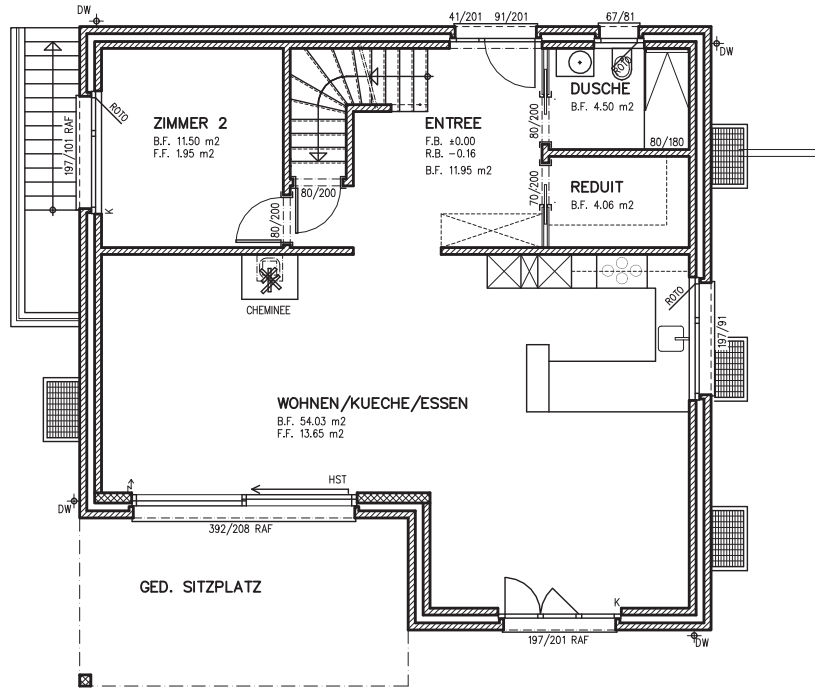 DW
41/201 91/201
67/81
DW
ROTO
ROTO
197/101 RAF
ZIMMER 2
B.F. 11.50 m2
F.F. 1.95 m2
ENTREE
F.B. ±0.00
R.B. -0.16
B.F. 11.95 m2
DUSCHE
B.F. 4.50 m2
80/200
80/180
80/200
80/200
70/200
REDUIT
B.F. 4.06 m2
K
CHEMINEE
ROTO
197/91
WOHNEN/KUECHE/ESSEN
B.F. 54.03 m2
F.F. 13.65 m2
HST
DW
392/208 RAF
GED. SITZPLATZ
K
197/201 RAF
DW